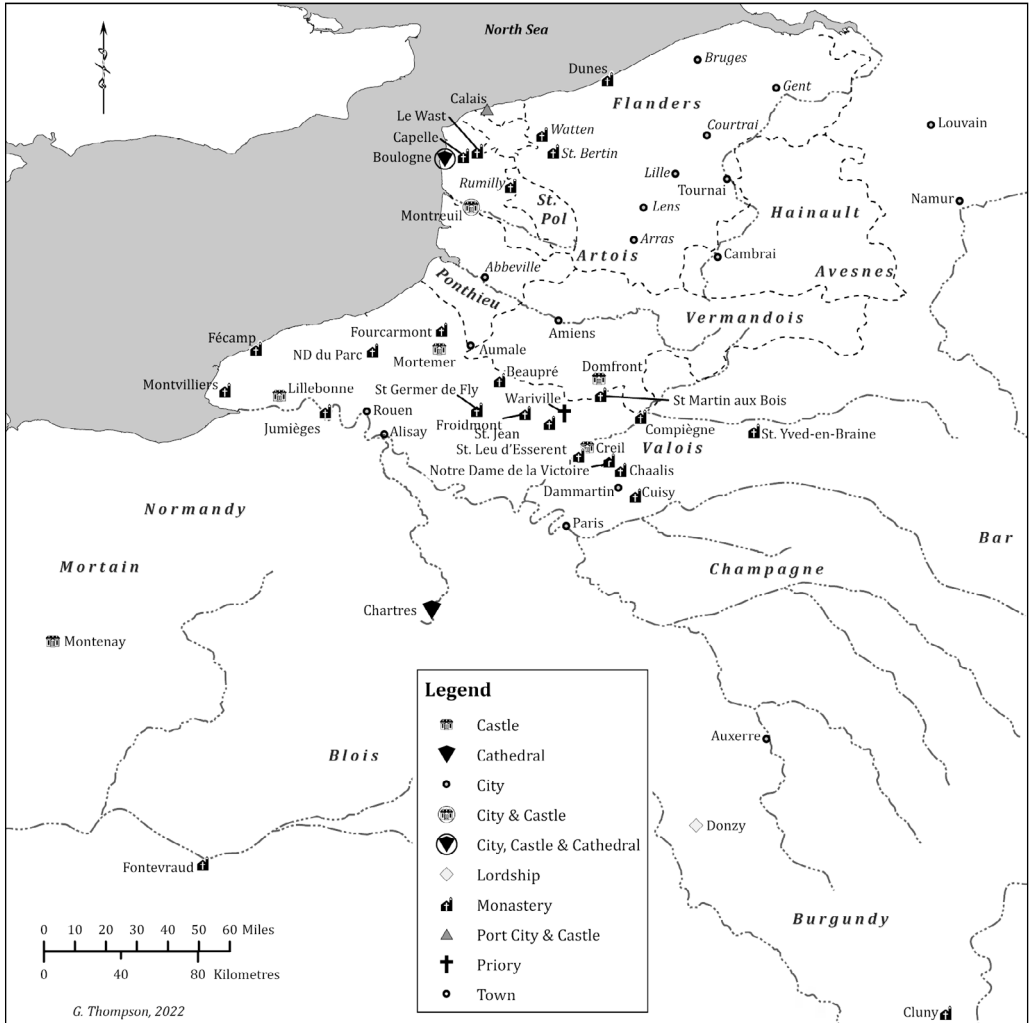 North Sea
Bruges
Dunes
Gent
Calais
Flanders
Le Wast
Louvain
Watten
Courtrai
Capelle
Boulogne
St. Bertin
Lille
Rumilly
Tournai
St.
Pol
Namur
Lens
Hainault
Montreuil
Arras
Artois
Cambrai
Abbeville
Avesnes
Ponthieu
Vermandois
Fourcarmont
Amiens
Fécamp
ND du Parc
Mortemer
Aumale
Beaupré
Domfront
Montvilliers
Lillebonne
St Germer de Fly
Wariville
St Martin aux Bois
Rouen
Jumièges
Froidmont
St. Jean
Compiègne
St. Yved-en-Braine
Alisay
St. Leu d'Esserent
Creil
Valois
Notre Dame de la Victoire
Chaalis
Dammartin
Cuisy
Normandy
Paris
Bar
Mortain
Champagne
Chartres
Montenay
Legend
Castle
Cathedral
City
City & Castle
City, Castle & Cathedral
Lordship
Monastery
Port City & Castle
Priory
Town
Auxerre
Blois
Donzy
Fontevraud
Burgundy
0 10 20 30 40 50 60 Miles
0 40 80 Kilometres
G. Thompson, 2022
Cluny